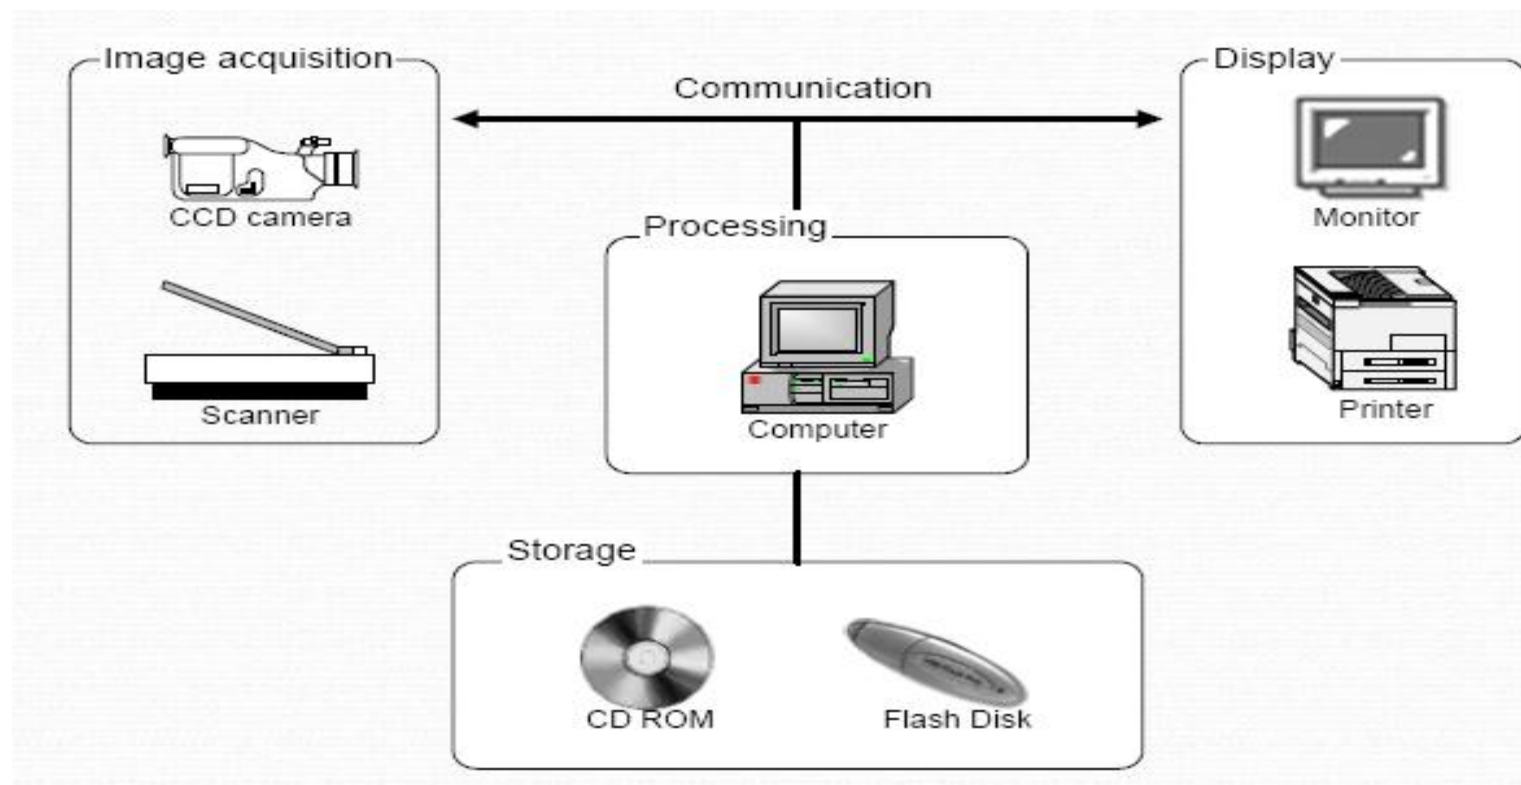 Image acquisition
CCD camera
Scanner
Communication
Processing
Computer
Display
Monitor
Printer
Storage
CD ROM
Flash Disk